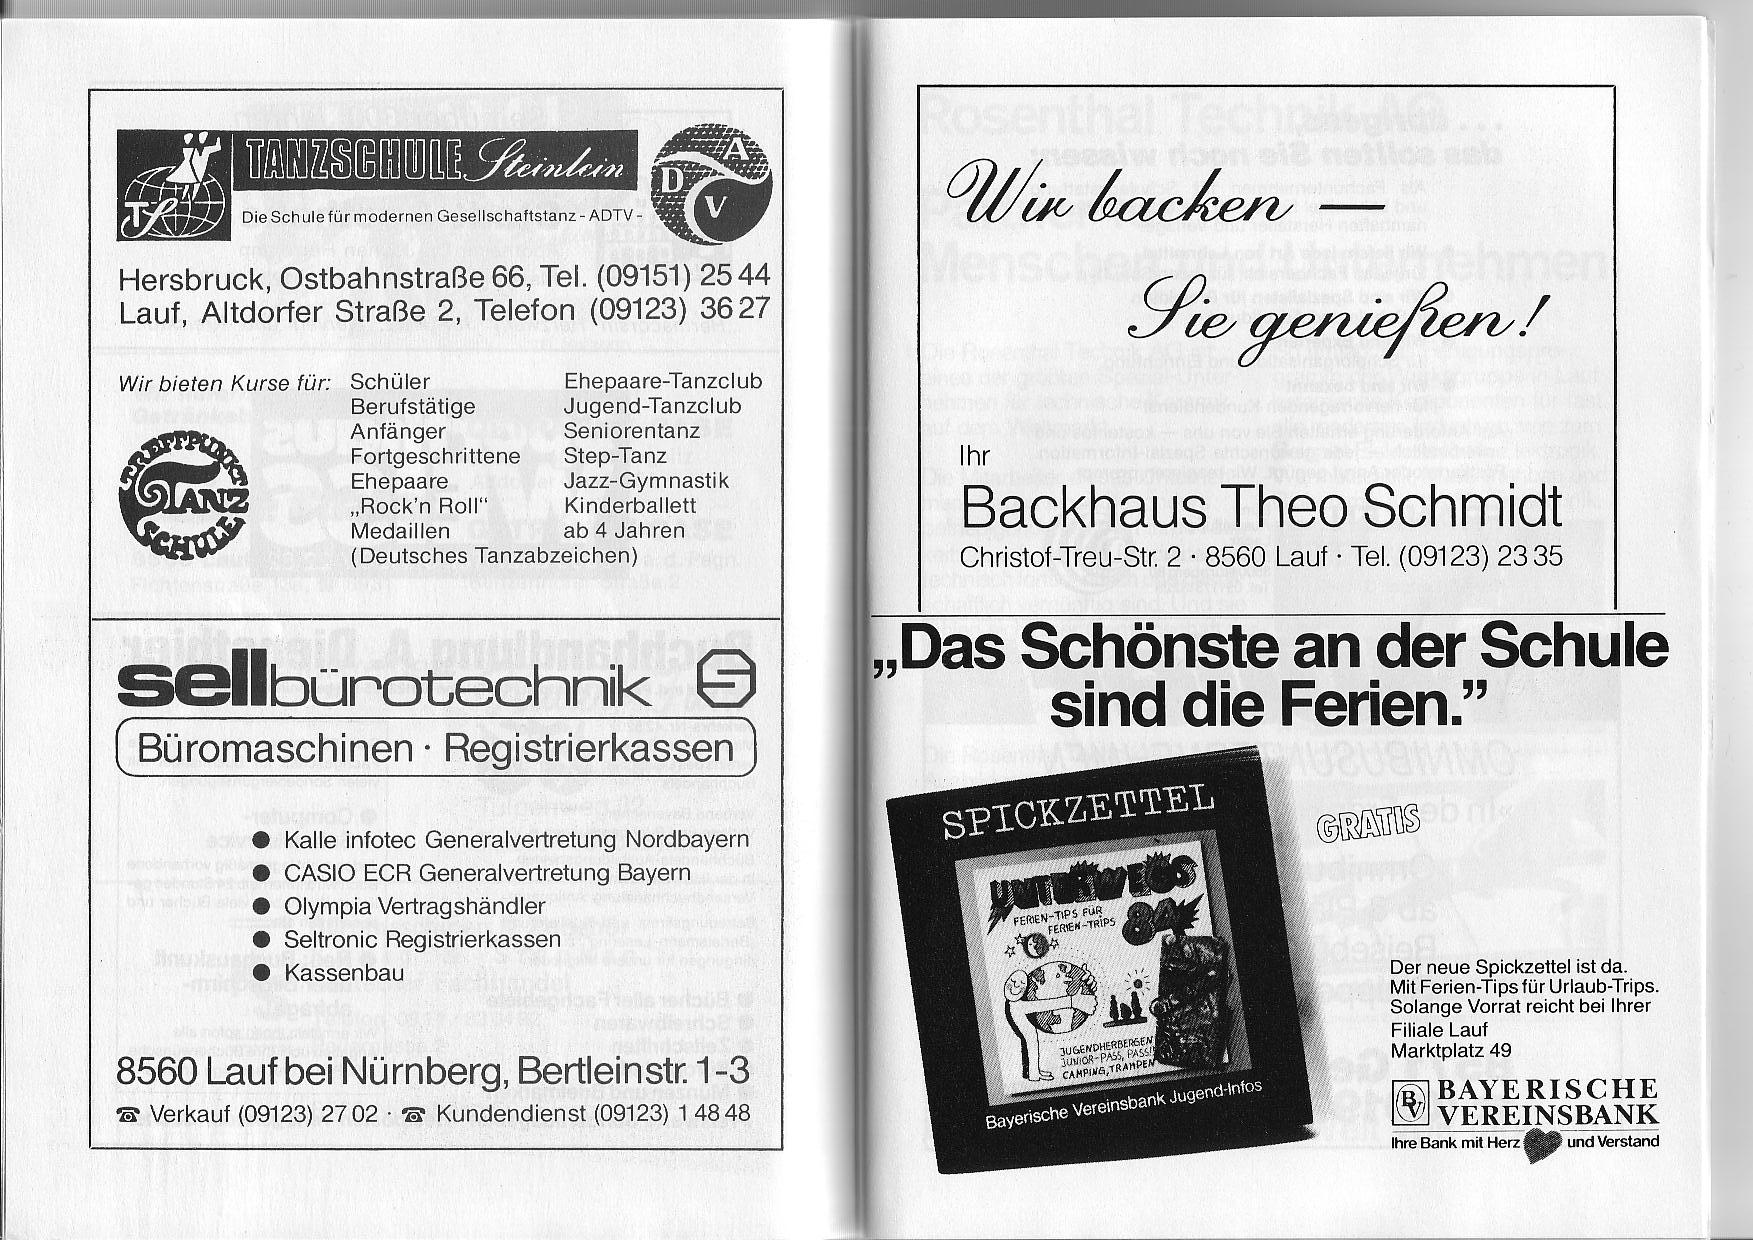 TANZSCHULE Steinlein
TS
A
D
V
Die Schule für modernen Gesellschaftstanz - ADTV -
Hersbruck, Ostbahnstraße 66, Tel. (09151) 25 44
Lauf, Altdorfer Straße 2, Telefon (09123) 36 27
Wir bieten Kurse für:
Schüler
Berufstätige
Anfänger
Fortgeschrittene
Ehepaare
„Rock'n Roll“
Medaillen
(Deutsches Tanzabzeichen)
Ehepaare-Tanzclub
Jugend-Tanzclub
Seniorentanz
Step-Tanz
Jazz-Gymnastik
Kinderballett
ab 4 Jahren
TREFFPUNKT
TANZ
SCHULE
sellbürotechnik S
Büromaschinen · Registrierkassen
● Kalle infotec Generalvertretung Nordbayern
● CASIO ECR Generalvertretung Bayern
● Olympia Vertragshändler
● Seltronic Registrierkassen
● Kassenbau
8560 Lauf bei Nürnberg, Bertleinstr. 1-3
☎ Verkauf (09123) 27 02 · ☎ Kundendienst (09123) 1 48 48
Wir backen —
Sie genießen!
Ihr
Backhaus Theo Schmidt
Christof-Treu-Str. 2 · 8560 Lauf · Tel. (09123) 23 35
„Das Schönste an der Schule
sind die Ferien.”
SPICKZETTEL
UNTERWEGS
84
FERIEN-TIPS FÜR
FERIEN-TRIPS
JUGENDHERBERGEN
JUNIOR-PASS, PASS!!
CAMPING, TRAMPEN
Bayerische Vereinsbank Jugend-Infos
GRATIS
Der neue Spickzettel ist da.
Mit Ferien-Tips für Urlaub-Trips.
Solange Vorrat reicht bei Ihrer
Filiale Lauf
Marktplatz 49
BV
BAYERISCHE
VEREINSBANK
Ihre Bank mit Herz und Verstand